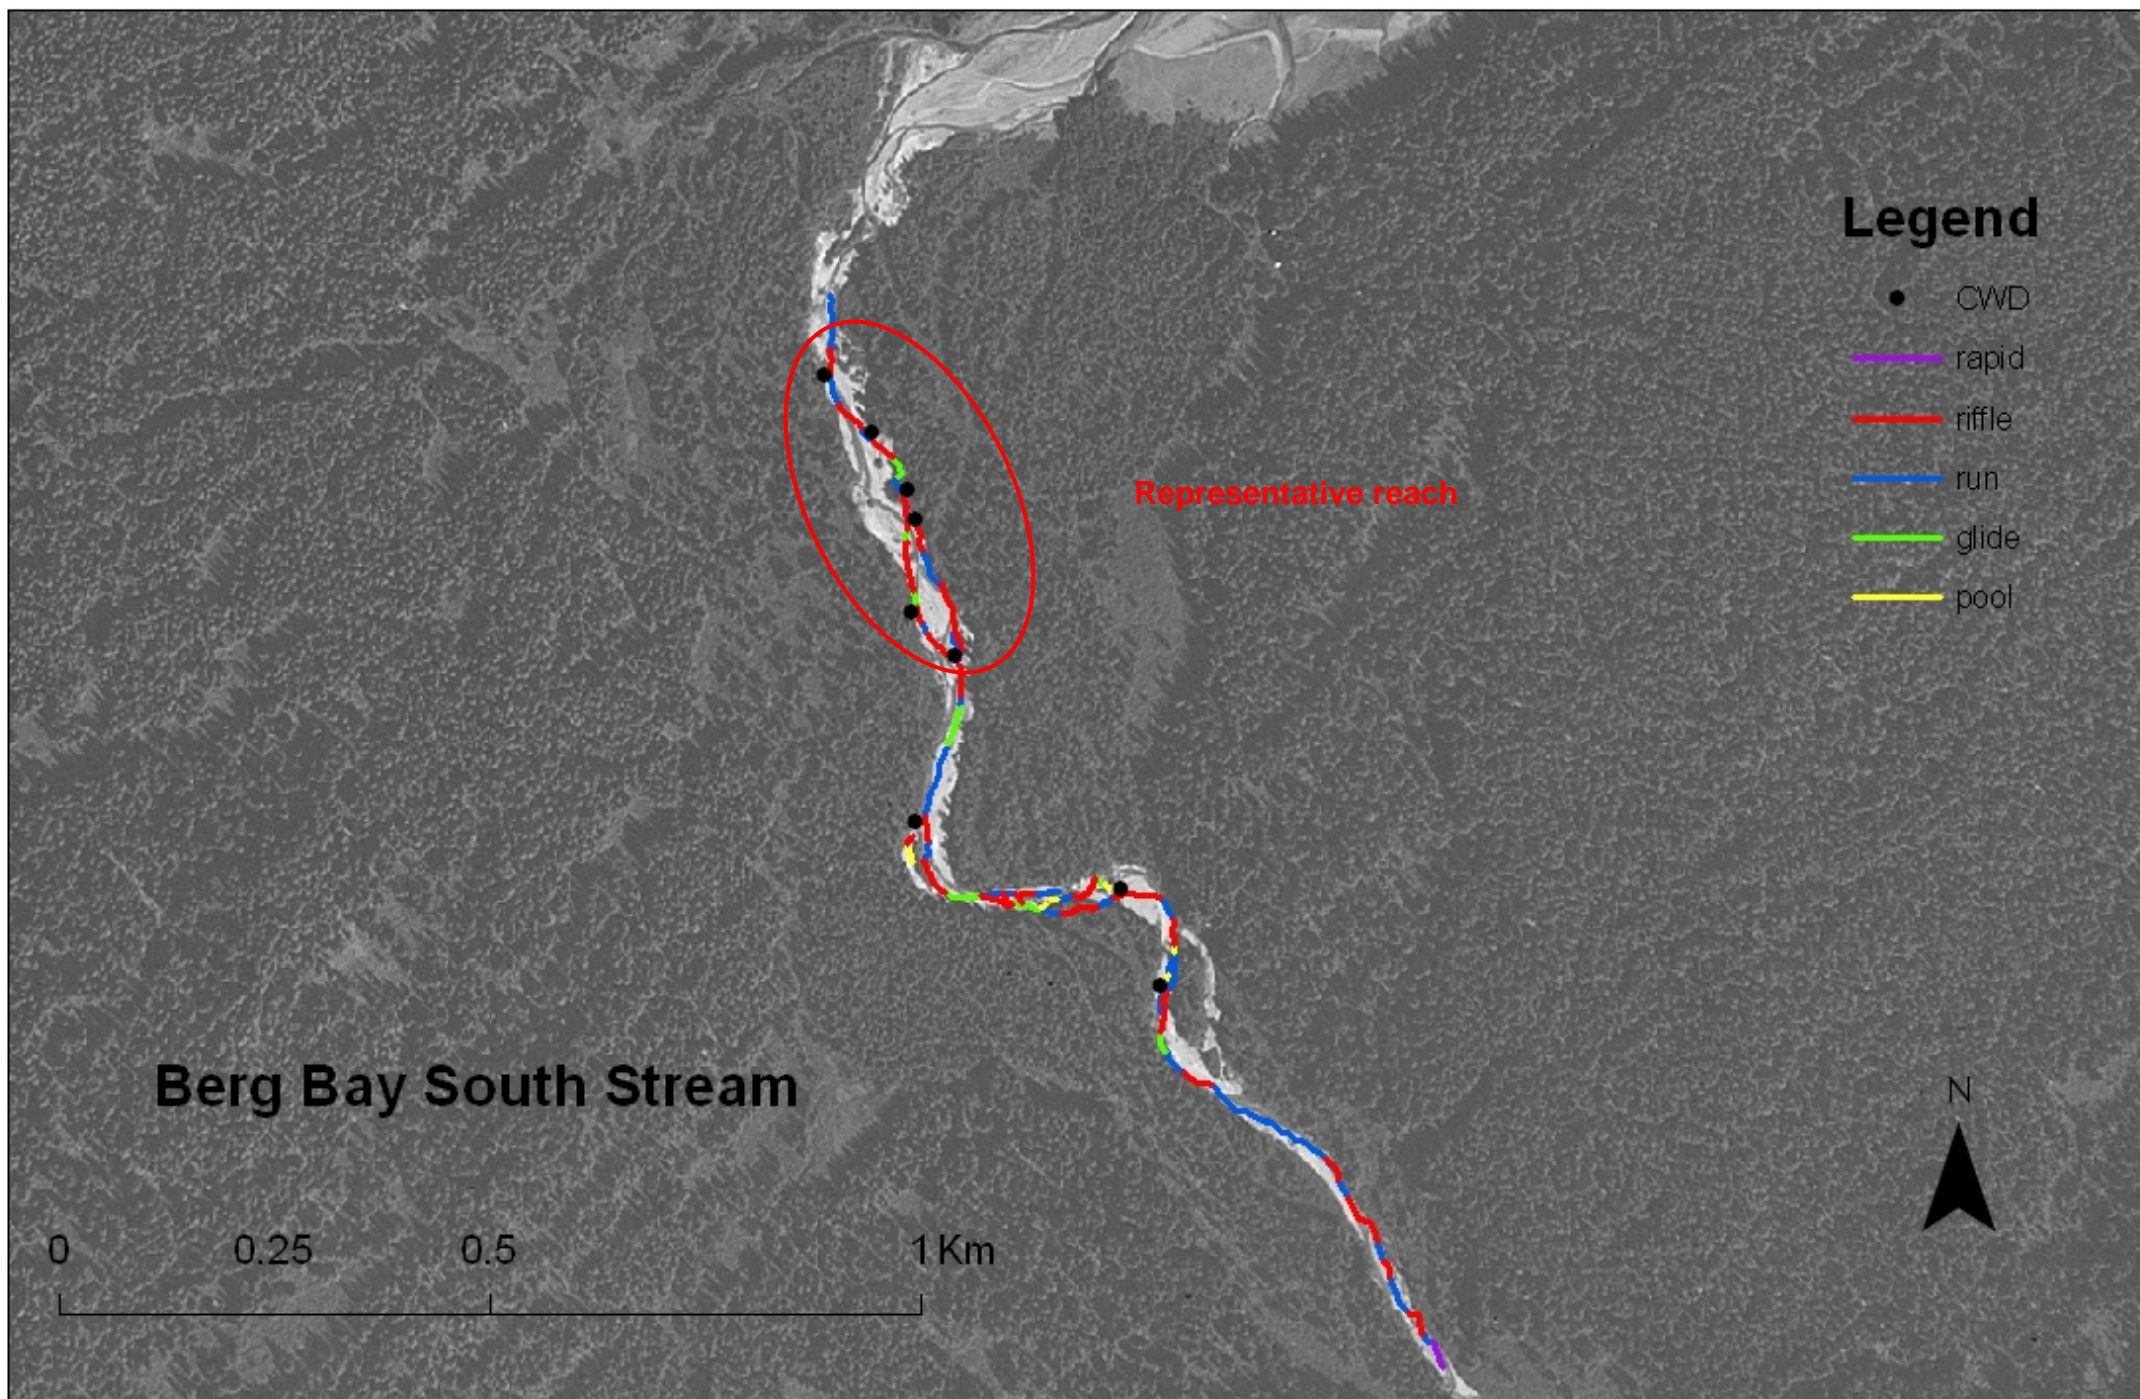 Legend
CWD
rapid
riffle
run
glide
pool
Representative reach
Berg Bay South Stream
N
0 0.25 0.5 1 Km